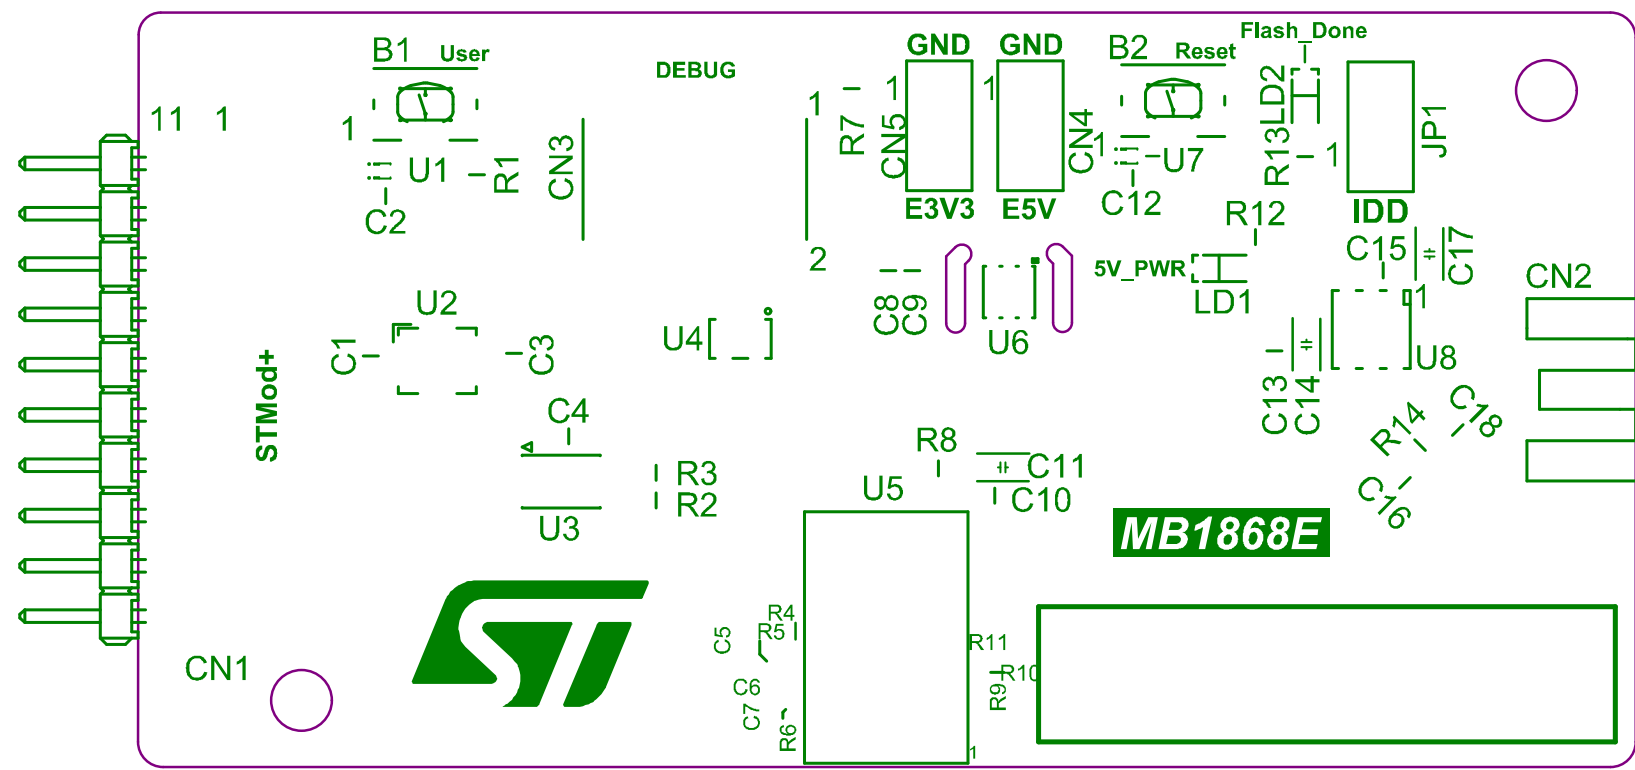 Flash_Done
B1 User
GND GND
B2 Reset
DEBUG
LD2
11 1
1
1
R7
1
CN5
1
CN4
1
R13
1
JP1
U1
R1
CN3
U7
C2
C12
E3V3 E5V
IDD
R12
2
C15
C17
5V_PWR
LD1
CN2
U2
C8
C9
1
U4
U6
U8
C1
C3
STMod+
C13
C14
C4
C18
R14
R8
R3
C11
R2
U5
C10
C16
U3
MB1868E
ST
R4
R5
C5
R11
CN1
R10
C6
R9
C7
R6
1